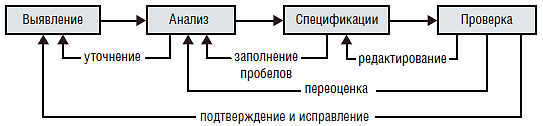 Выявление
Анализ
Спецификации
Проверка
уточнение
заполнение
пробелов
редактирование
переоценка
подтверждение и исправление